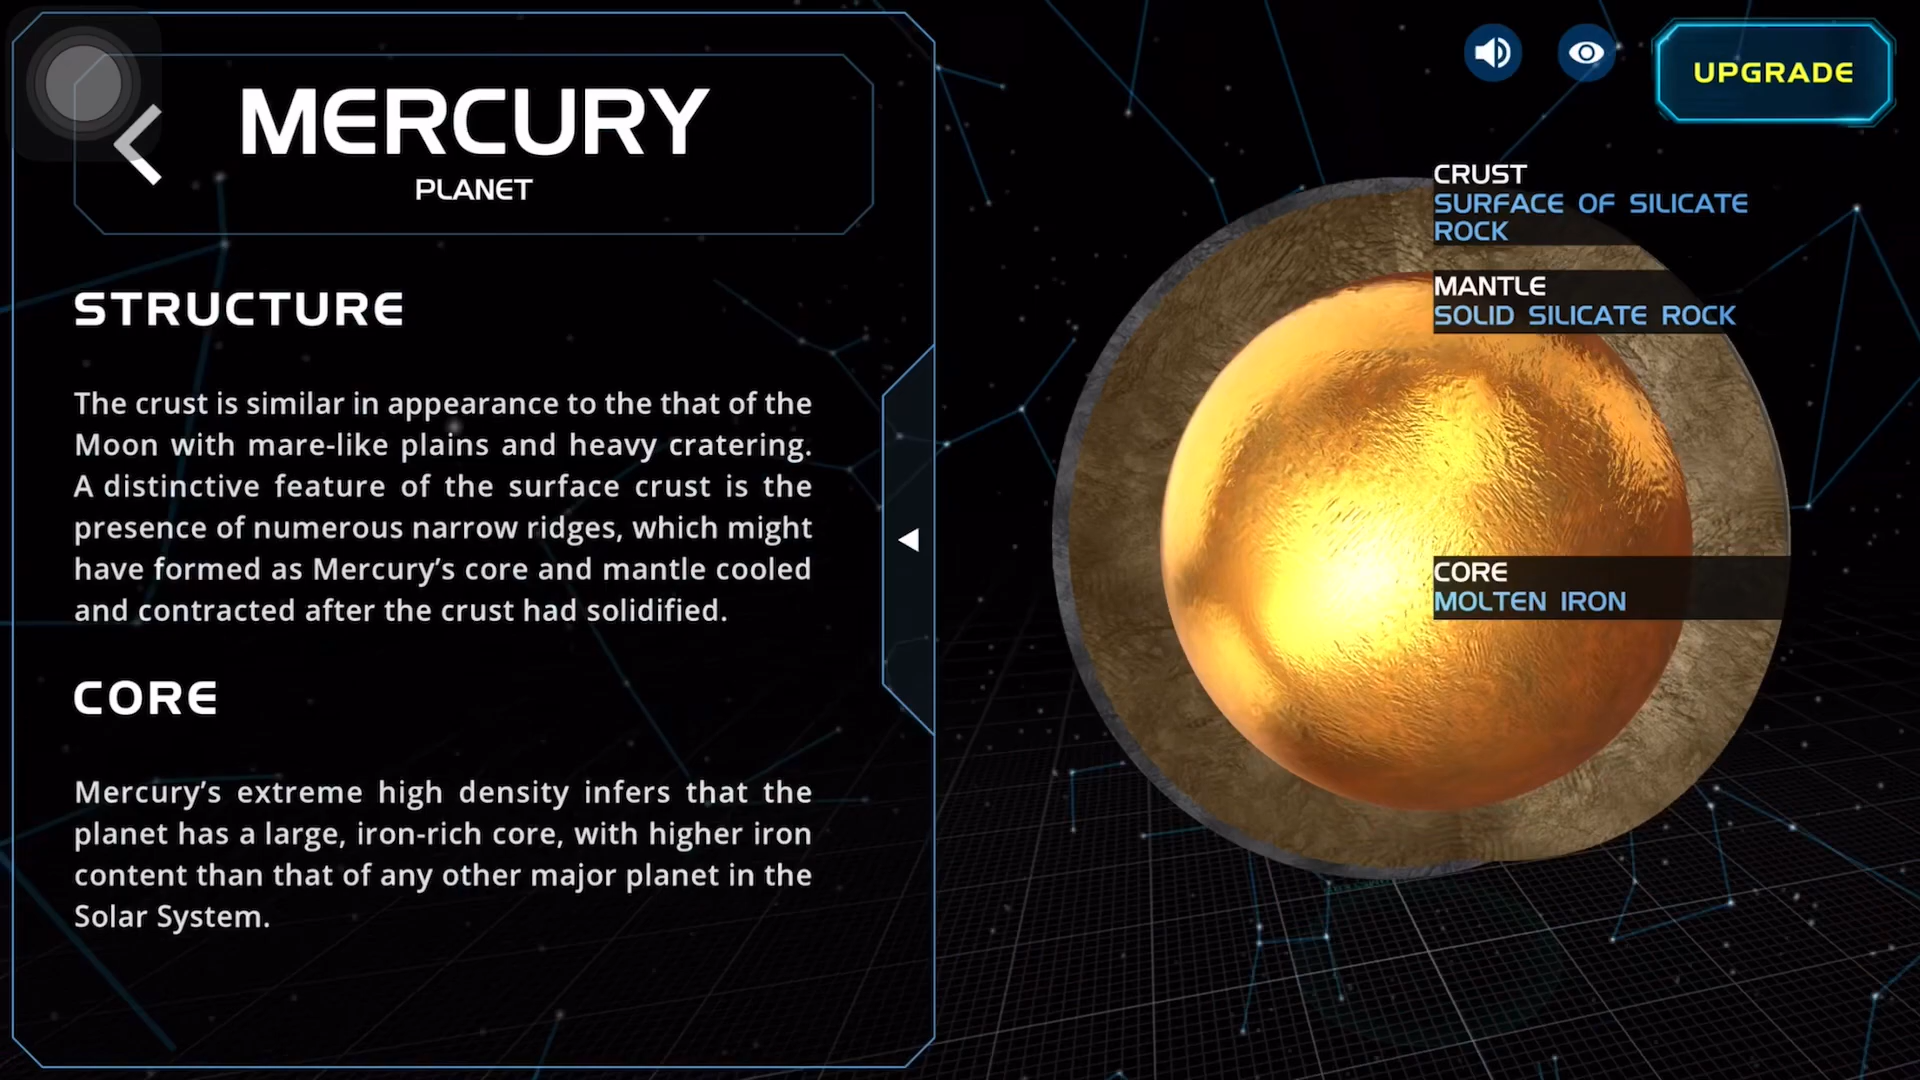 MERCURY
PLANET
STRUCTURE
The crust is similar in appearance to the that of the
Moon with mare-like plains and heavy cratering.
A distinctive feature of the surface crust is the
presence of numerous narrow ridges, which might
have formed as Mercury’s core and mantle cooled
and contracted after the crust had solidified.
CORE
Mercury’s extreme high density infers that the
planet has a large, iron-rich core, with higher iron
content than that of any other major planet in the
Solar System.
UPGRADE
CRUST
SURFACE OF SILICATE
ROCK
MANTLE
SOLID SILICATE ROCK
CORE
MOLTEN IRON